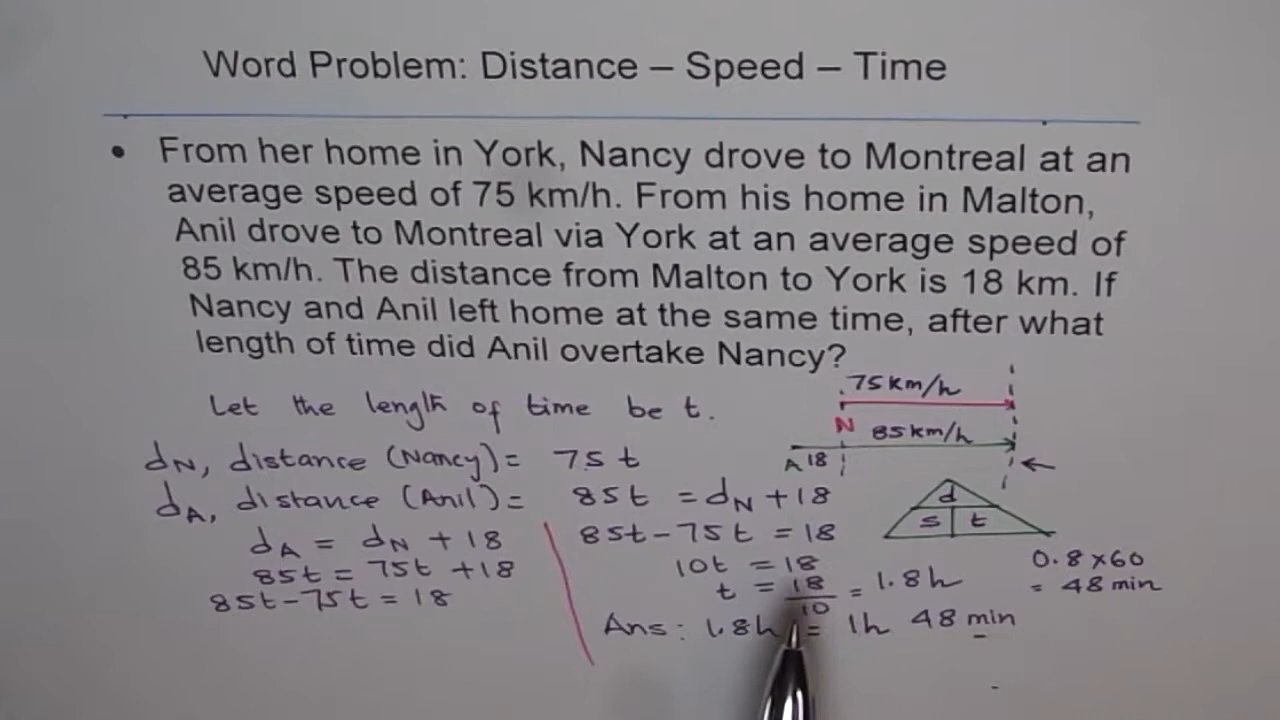 Word Problem: Distance – Speed – Time
• From her home in York, Nancy drove to Montreal at an
average speed of 75 km/h. From his home in Malton,
Anil drove to Montreal via York at an average speed of
85 km/h. The distance from Malton to York is 18 km. If
Nancy and Anil left home at the same time, after what
length of time did Anil overtake Nancy?
Let the length of time be t.
dN, distance (Nancy) = 75t
dA, distance (Anil) = 85t = dN + 18
dA = dN + 18
85t = 75t + 18
85t - 75t = 18
85t - 75t = 18
10t = 18
t = 18/10 = 1.8h
Ans: 1.8h = 1h 48 min
75km/h
N 85km/h
A 18
d
s t
0.8 x 60
= 48 min